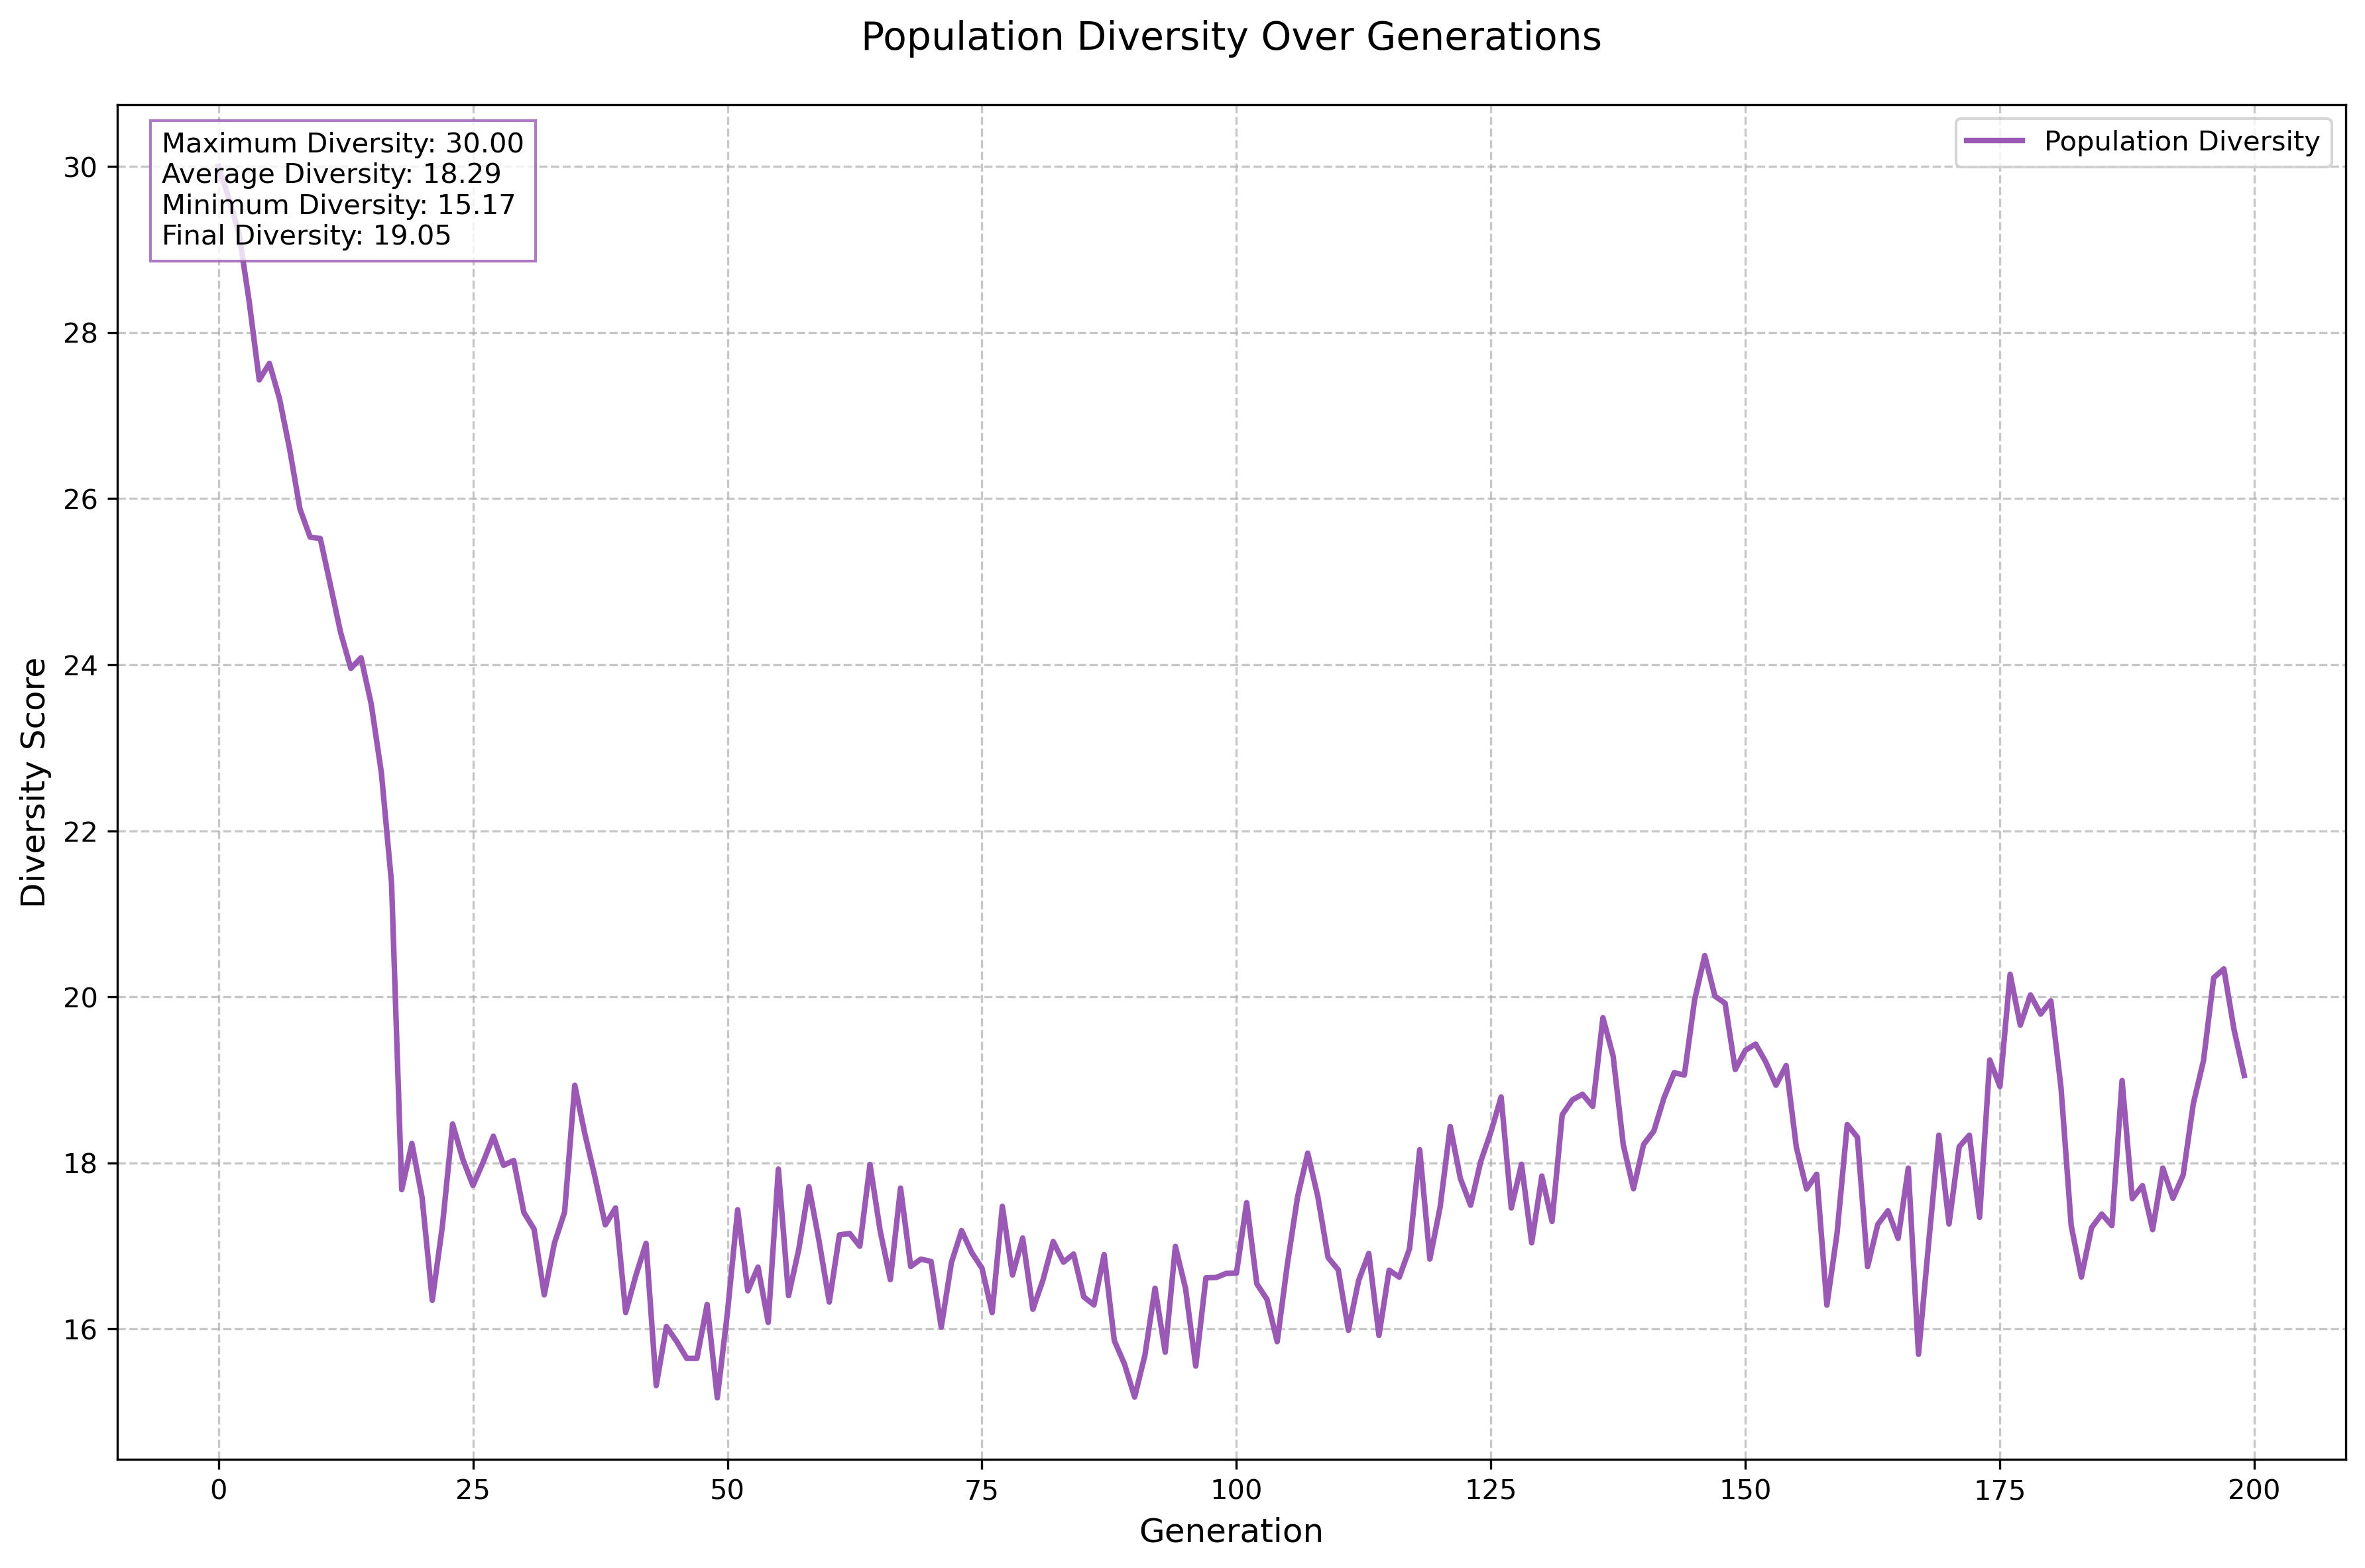 Population Diversity Over Generations
Maximum Diversity: 30.00
Average Diversity: 18.29
Minimum Diversity: 15.17
Final Diversity: 19.05
Population Diversity
Diversity Score
30
28
26
24
22
20
18
16
0 25 50 75 100 125 150 175 200
Generation